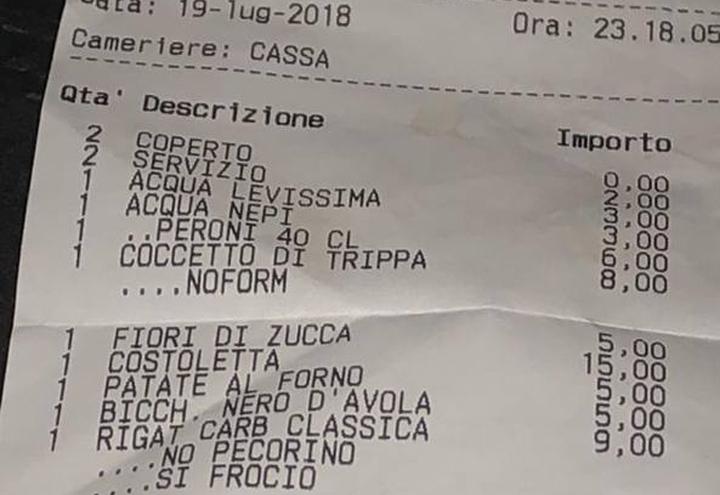 Data: 19-lug-2018 Ora: 23.18.05
Cameriere: CASSA
Qta' Descrizione Importo
2 COPERTO 0,00
2 SERVIZIO 2,00
1 ACQUA LEVISSIMA 3,00
1 ACQUA NEPI 3,00
1 ..PERONI 40 CL 6,00
1 COCCETTO DI TRIPPA 8,00
....NOFORM
1 FIORI DI ZUCCA 5,00
1 COSTOLETTA 15,00
1 PATATE AL FORNO 5,00
1 BICCH. NERO D'AVOLA 5,00
1 RIGAT CARB CLASSICA 9,00
....NO PECORINO
....SI FROCIO